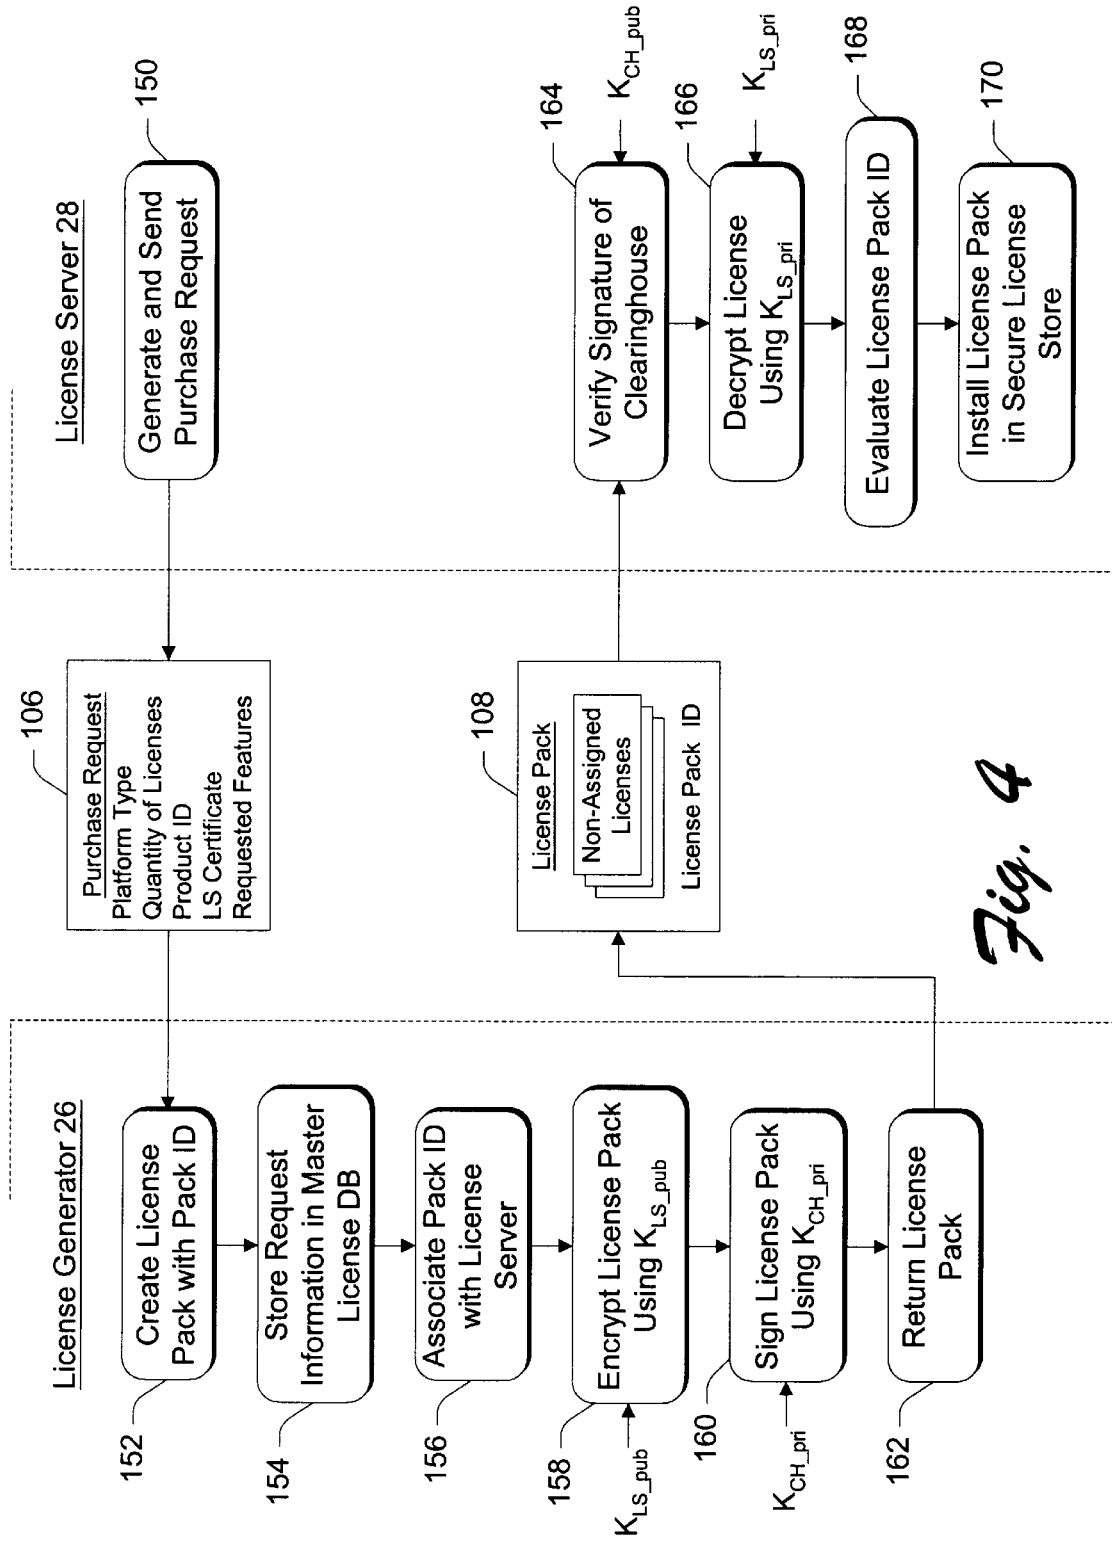 License Generator 26
152
Create License
Pack with Pack ID
154
Store Request
Information in Master
License DB
156
Associate Pack ID
with License
Server
158
K_LS_pub
Encrypt License Pack
Using K_LS_pub
160
K_CH_pri
Sign License Pack
Using K_CH_pri
162
Return License
Pack
106
Purchase Request
Platform Type
Quantity of Licenses
Product ID
LS Certificate
Requested Features
108
License Pack
Non-Assigned
Licenses
License Pack ID
License Server 28
150
Generate and Send
Purchase Request
164
Verify Signature of
Clearinghouse
K_CH_pub
166
Decrypt License
Using K_LS_pri
K_LS_pri
168
Evaluate License Pack ID
170
Install License Pack
in Secure License
Store
Fig. 4